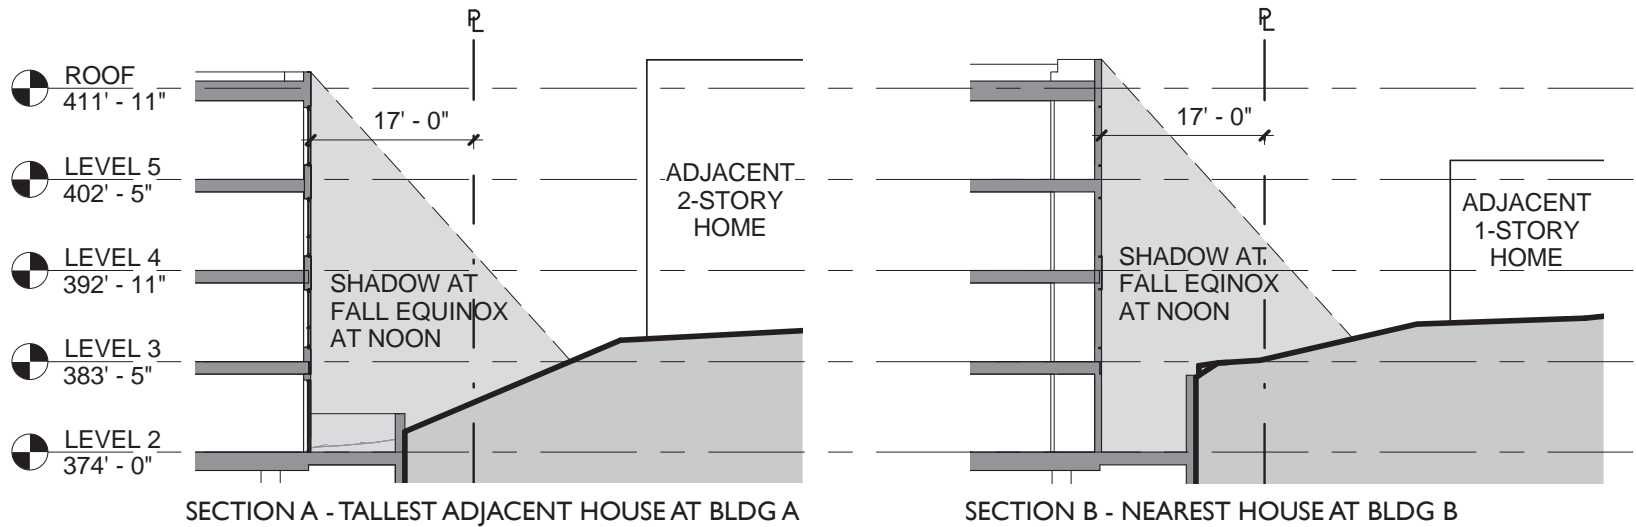 PL
PL
ROOF
411' - 11"
17' - 0"
17' - 0"
LEVEL 5
402' - 5"
ADJACENT
2-STORY
HOME
ADJACENT
1-STORY
HOME
LEVEL 4
392' - 11"
SHADOW AT
FALL EQUINOX
AT NOON
SHADOW AT
FALL EQINOX
AT NOON
LEVEL 3
383' - 5"
LEVEL 2
374' - 0"
SECTION A - TALLEST ADJACENT HOUSE AT BLDG A
SECTION B - NEAREST HOUSE AT BLDG B